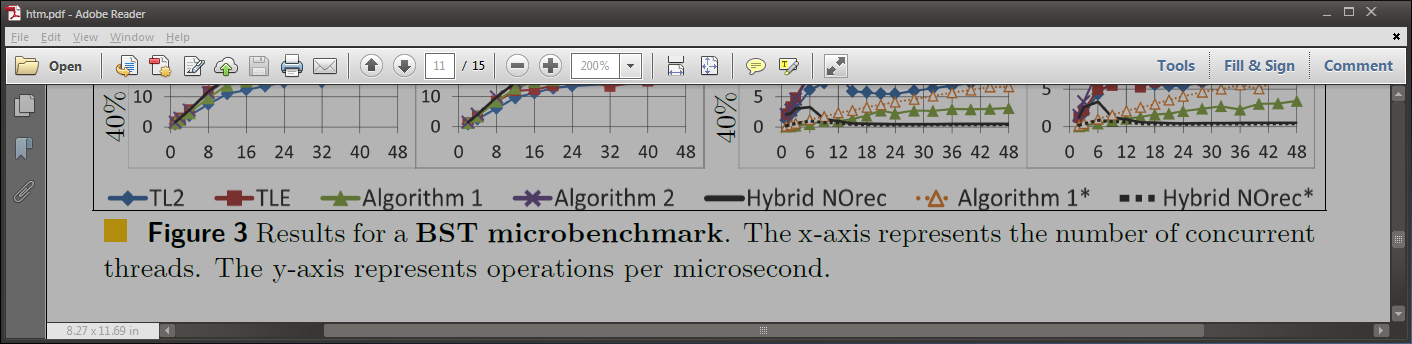 htm.pdf - Adobe Reader
File Edit View Window Help
Open 11 / 15 200% Tools Fill & Sign Comment
40% 10 10 40% 5 5
0 0 0 0
0 8 16 24 32 40 48 0 8 16 24 32 40 48 0 6 12 18 24 30 36 42 48 0 6 12 18 24 30 36 42 48
TL2 TLE Algorithm 1 Algorithm 2 Hybrid NOrec Algorithm 1* Hybrid NOrec*
Figure 3 Results for a BST microbenchmark. The x-axis represents the number of concurrent
threads. The y-axis represents operations per microsecond.
8.27 x 11.69 in